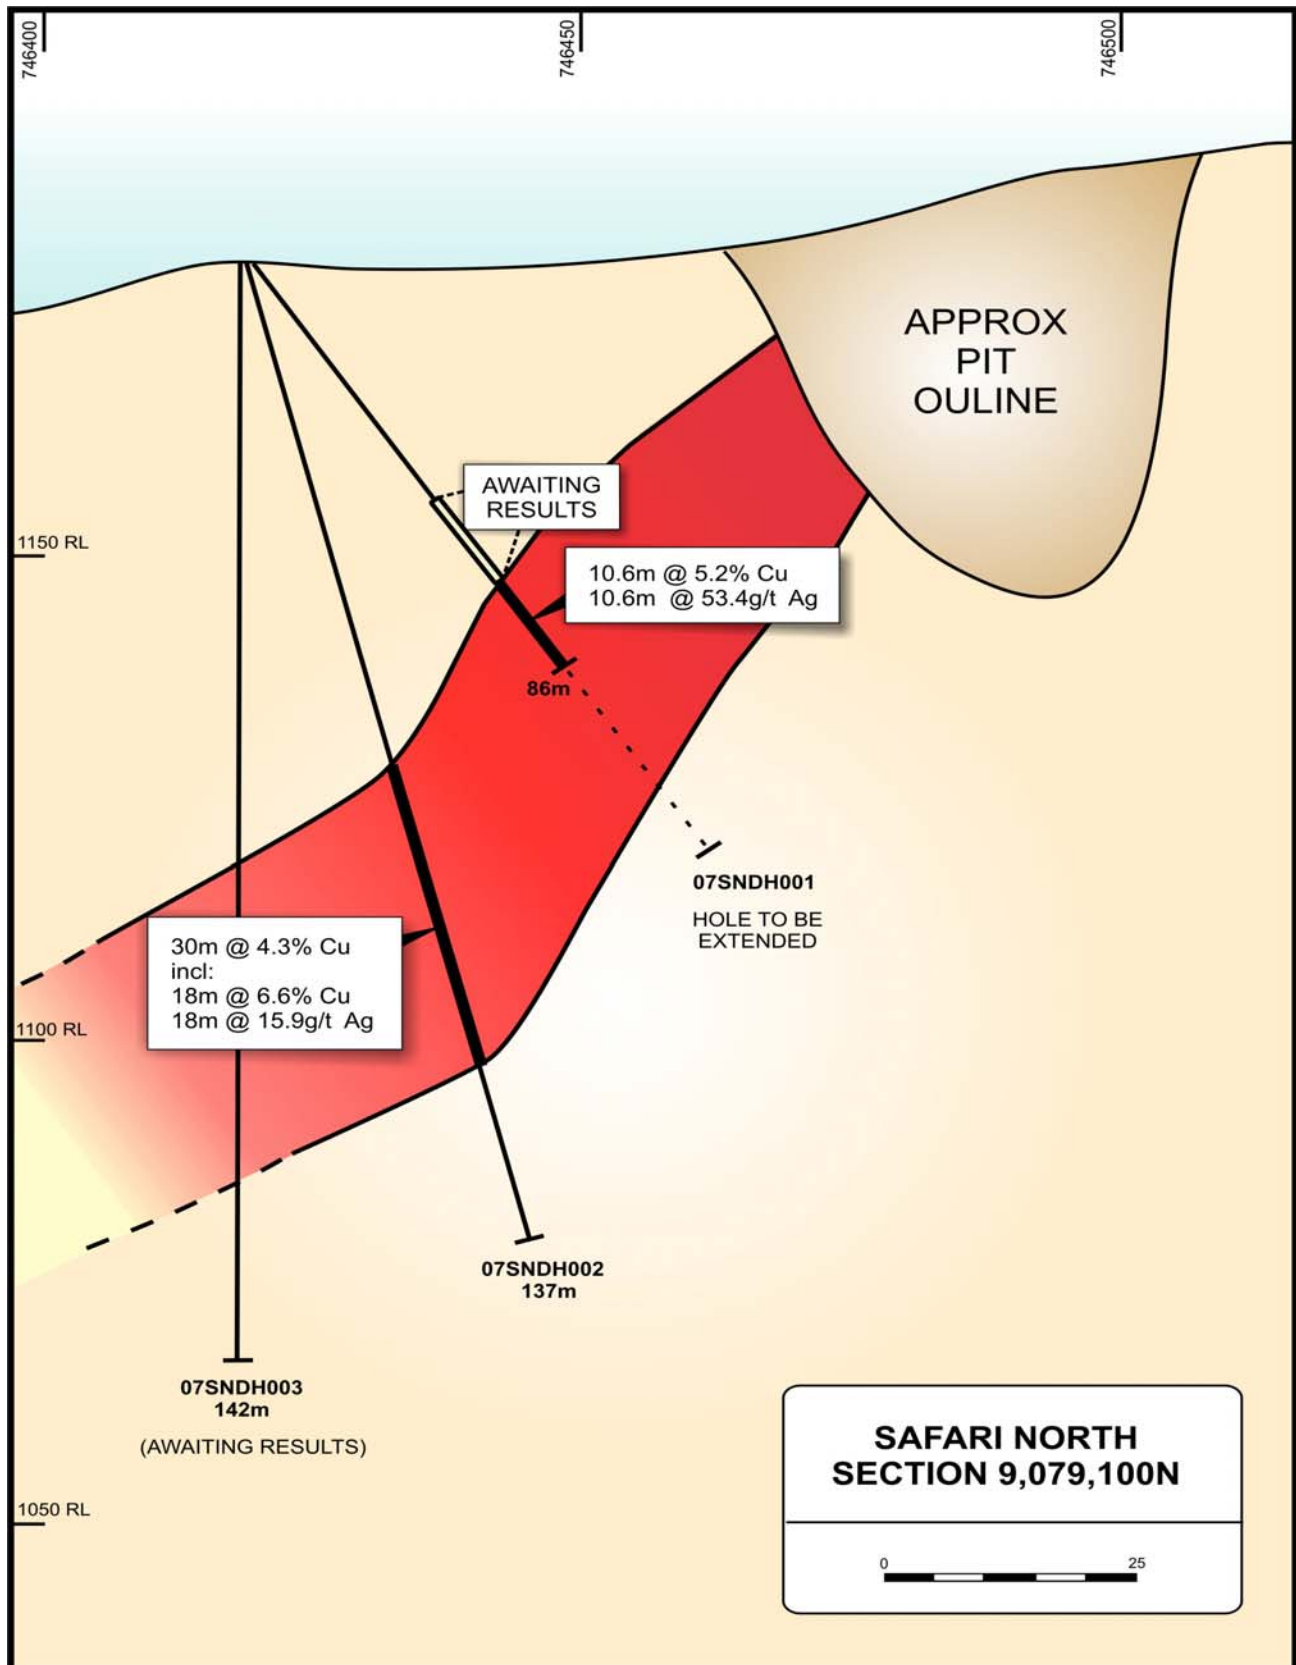 746400
746450
746500
APPROX
PIT
OULINE
AWAITING
RESULTS
1150 RL
10.6m @ 5.2% Cu
10.6m @ 53.4g/t Ag
86m
07SNDH001
HOLE TO BE
EXTENDED
30m @ 4.3% Cu
incl:
18m @ 6.6% Cu
18m @ 15.9g/t Ag
1100 RL
07SNDH002
137m
07SNDH003
142m
(AWAITING RESULTS)
SAFARI NORTH
SECTION 9,079,100N
1050 RL
0 25